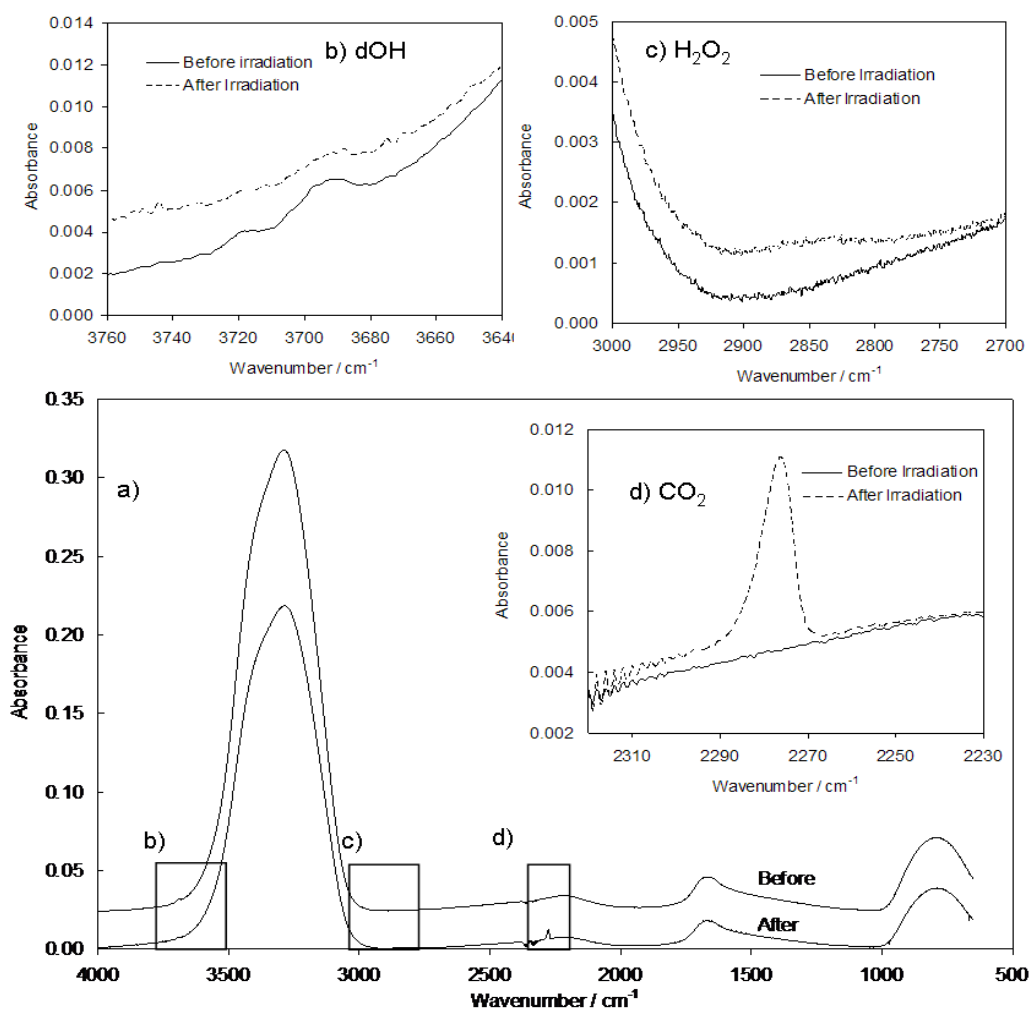 b) dOH
Before irradiation
After Irradiation
0.014
0.012
0.010
0.008
0.006
0.004
0.002
0.000
Absorbance
3760 3740 3720 3700 3680 3660 3640
Wavenumber / cm-1
c) H2O2
Before Irradiation
After Irradiation
0.005
0.004
0.003
0.002
0.001
0.000
Absorbance
3000 2950 2900 2850 2800 2750 2700
Wavenumber / cm-1
a)
0.35
0.30
0.25
0.20
0.15
0.10
0.05
0.00
Absorbance
b)
c)
d)
Before
After
4000 3500 3000 2500 2000 1500 1000 500
Wavenumber / cm-1
d) CO2
Before Irradiation
After Irradiation
0.012
0.010
0.008
0.006
0.004
0.002
Absorbance
2310 2290 2270 2250 2230
Wavenumber / cm-1